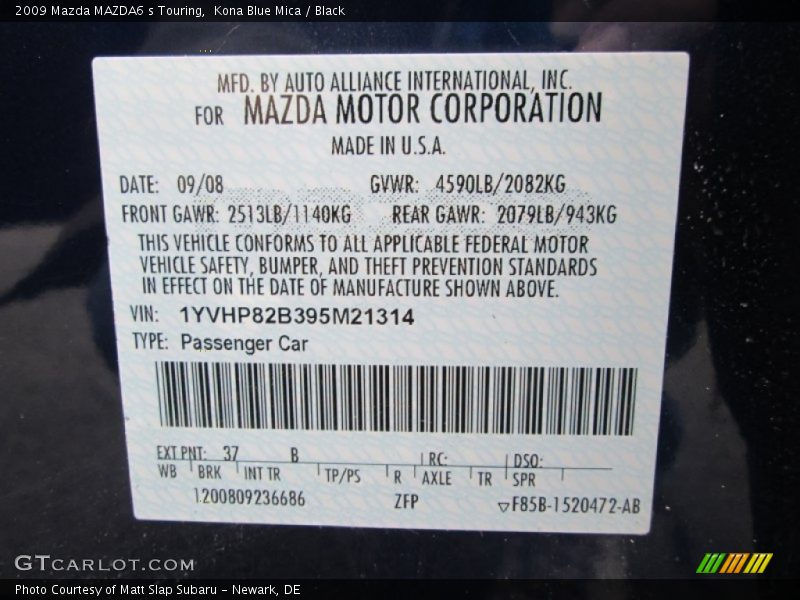 2009 Mazda MAZDA6 s Touring, Kona Blue Mica / Black
MFD. BY AUTO ALLIANCE INTERNATIONAL, INC.
FOR MAZDA MOTOR CORPORATION
MADE IN U.S.A.
DATE: 09/08 GVWR: 4590LB/2082KG
FRONT GAWR: 2513LB/1140KG REAR GAWR: 2079LB/943KG
THIS VEHICLE CONFORMS TO ALL APPLICABLE FEDERAL MOTOR
VEHICLE SAFETY, BUMPER, AND THEFT PREVENTION STANDARDS
IN EFFECT ON THE DATE OF MANUFACTURE SHOWN ABOVE.
VIN: 1YVHP82B395M21314
TYPE: Passenger Car
EXT PNT: 37 B RC: DSO:
WB BRK INT TR TP/PS R AXLE TR SPR
1200809236686 ZFP ▽F85B-1520472-AB
GTCARLOT.COM
Photo Courtesy of Matt Slap Subaru - Newark, DE